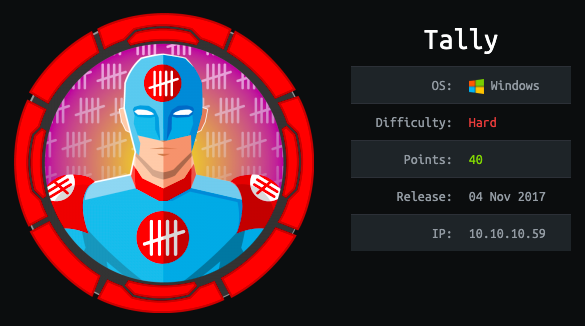 Tally
OS: Windows
Difficulty: Hard
Points: 40
Release: 04 Nov 2017
IP: 10.10.10.59